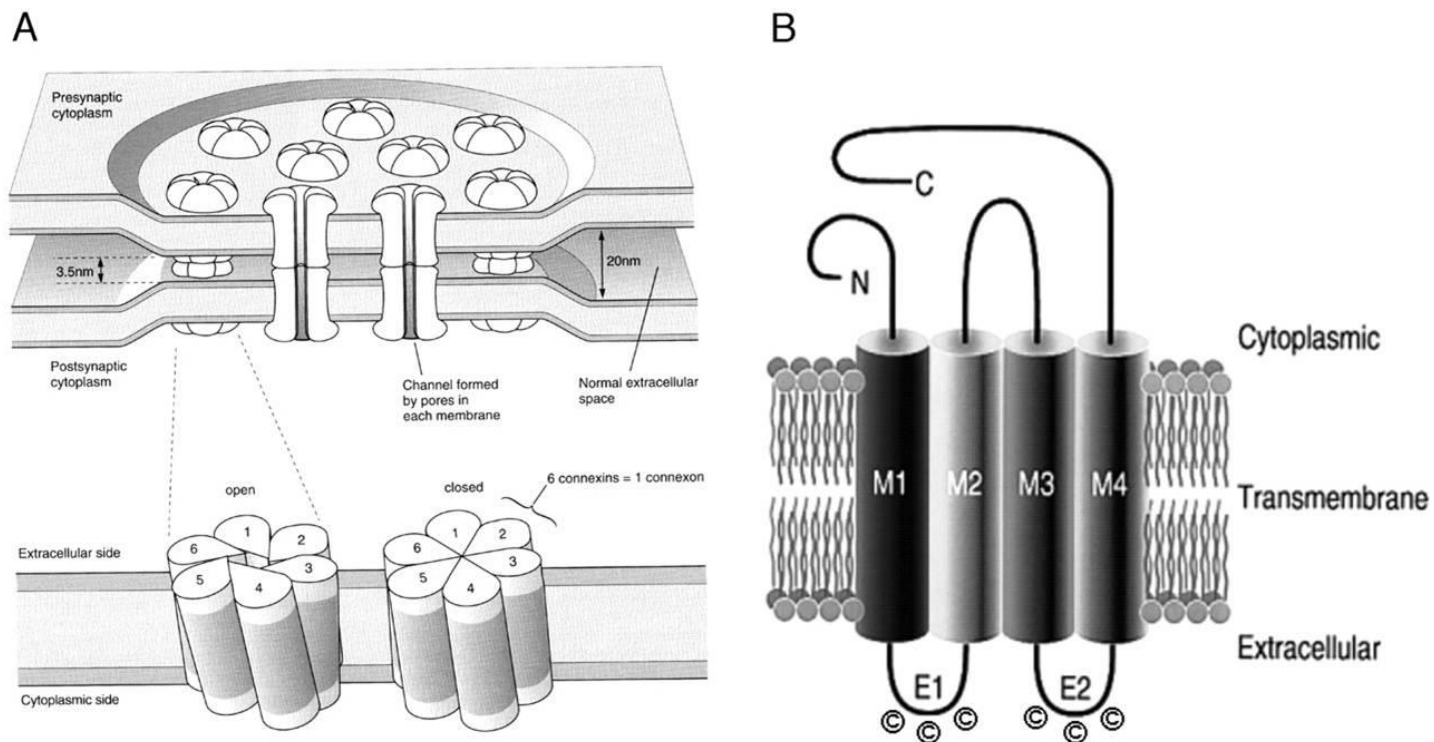 A
Presynaptic
cytoplasm
3.5nm
20nm
Postsynaptic
cytoplasm
Channel formed
by pores in
each membrane
Normal extracellular
space
6 connexins = 1 connexon
open
closed
Extracellular side
1
2
3
4
5
6
1
2
3
4
5
6
Cytoplasmic side
B
C
N
Cytoplasmic
M1
M2
M3
M4
Transmembrane
Extracellular
E1
E2
©
©
©
©
©
©